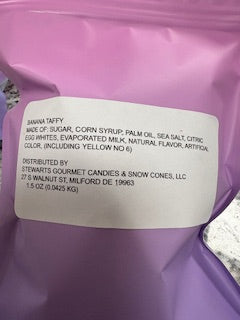 BANANA TAFFY
MADE OF: SUGAR, CORN SYRUP, PALM OIL, SEA SALT, CITRIC
EGG WHITES, EVAPORATED MILK, NATURAL FLAVOR, ARTIFICIAL
COLOR, (INCLUDING YELLOW NO 6)
DISTRIBUTED BY
STEWARTS GOURMET CANDIES & SNOW CONES, LLC
27 S WALNUT ST, MILFORD DE 19963
1.5 OZ (0.0425 KG)